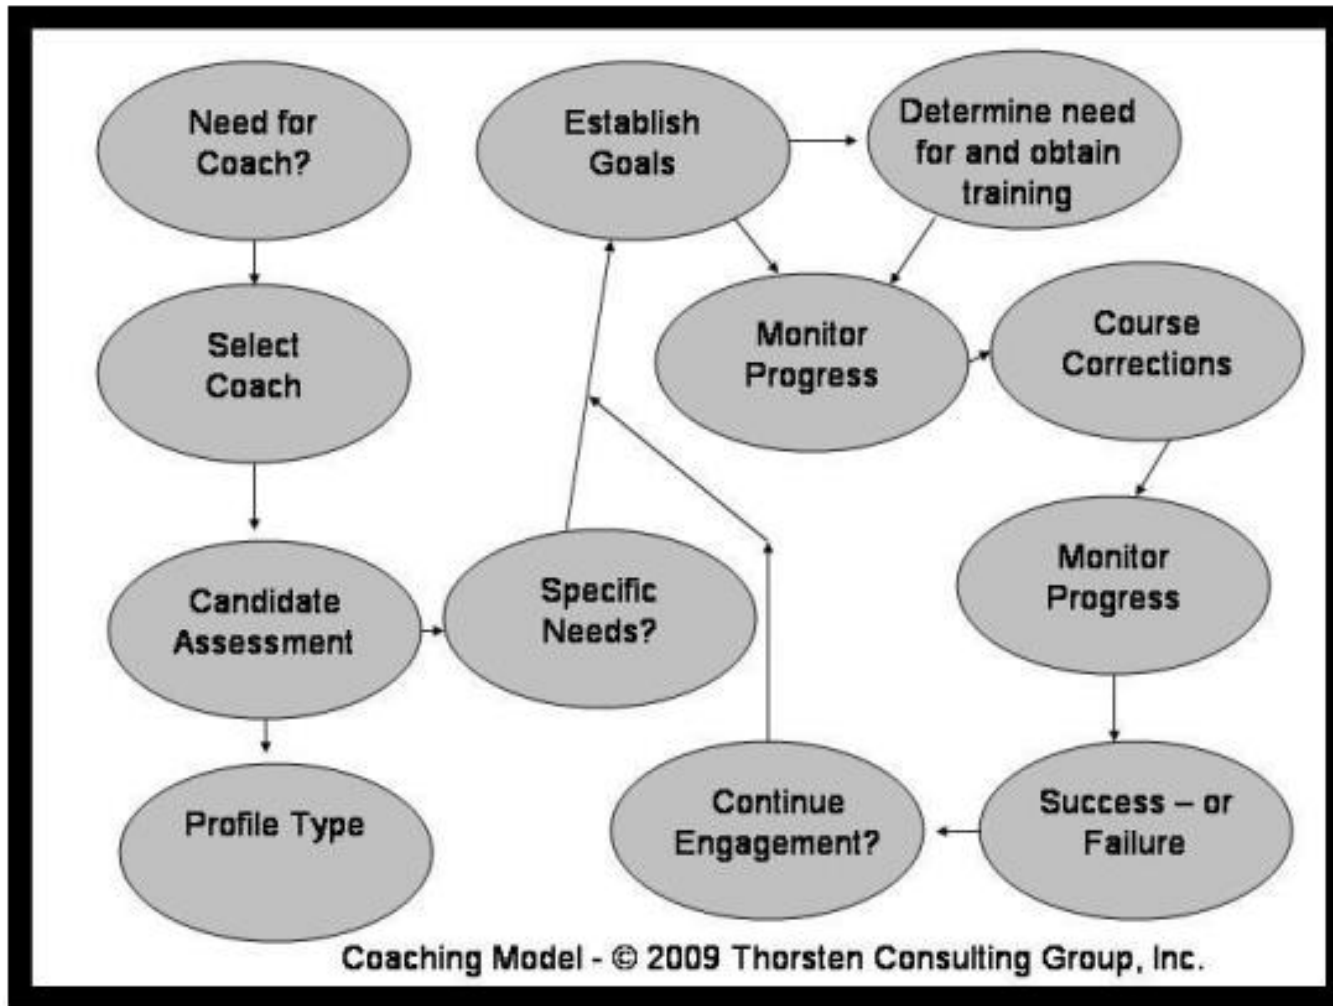 Need for
Coach?
Select
Coach
Candidate
Assessment
Profile Type
Specific
Needs?
Establish
Goals
Determine need
for and obtain
training
Monitor
Progress
Course
Corrections
Monitor
Progress
Success – or
Failure
Continue
Engagement?
Coaching Model - © 2009 Thorsten Consulting Group, Inc.